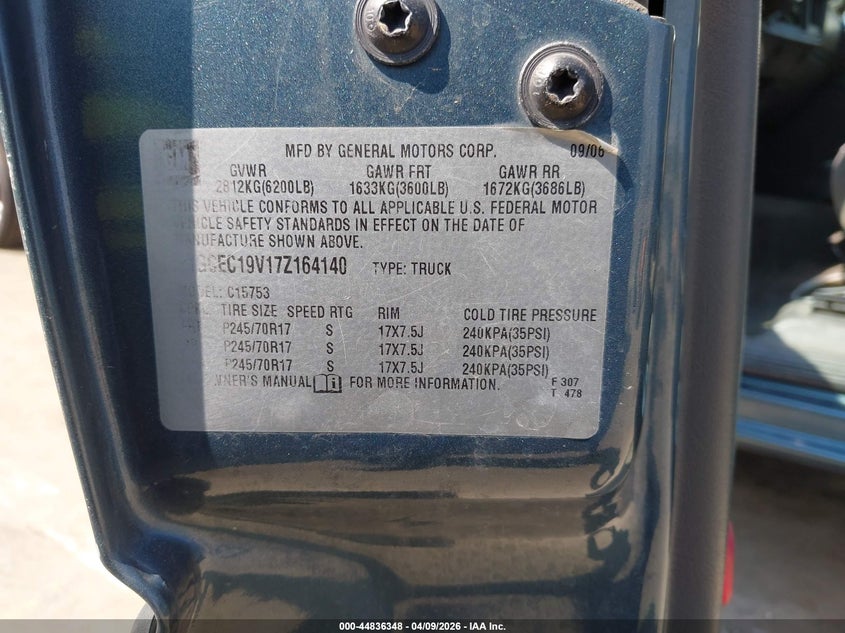 MFD BY GENERAL MOTORS CORP. 09/06
GVWR GAWR FRT GAWR RR
2812KG(6200LB) 1633KG(3600LB) 1672KG(3686LB)
THIS VEHICLE CONFORMS TO ALL APPLICABLE U.S. FEDERAL MOTOR
VEHICLE SAFETY STANDARDS IN EFFECT ON THE DATE OF
MANUFACTURE SHOWN ABOVE.
EC19V17Z164140 TYPE: TRUCK
C15753
TIRE SIZE SPEED RTG RIM COLD TIRE PRESSURE
P245/70R17 S 17X7.5J 240KPA(35PSI)
P245/70R17 S 17X7.5J 240KPA(35PSI)
P245/70R17 S 17X7.5J 240KPA(35PSI)
OWNER'S MANUAL FOR MORE INFORMATION.
F 307
T 478
000-44836348 | 04/09/2026 | IAA Inc.